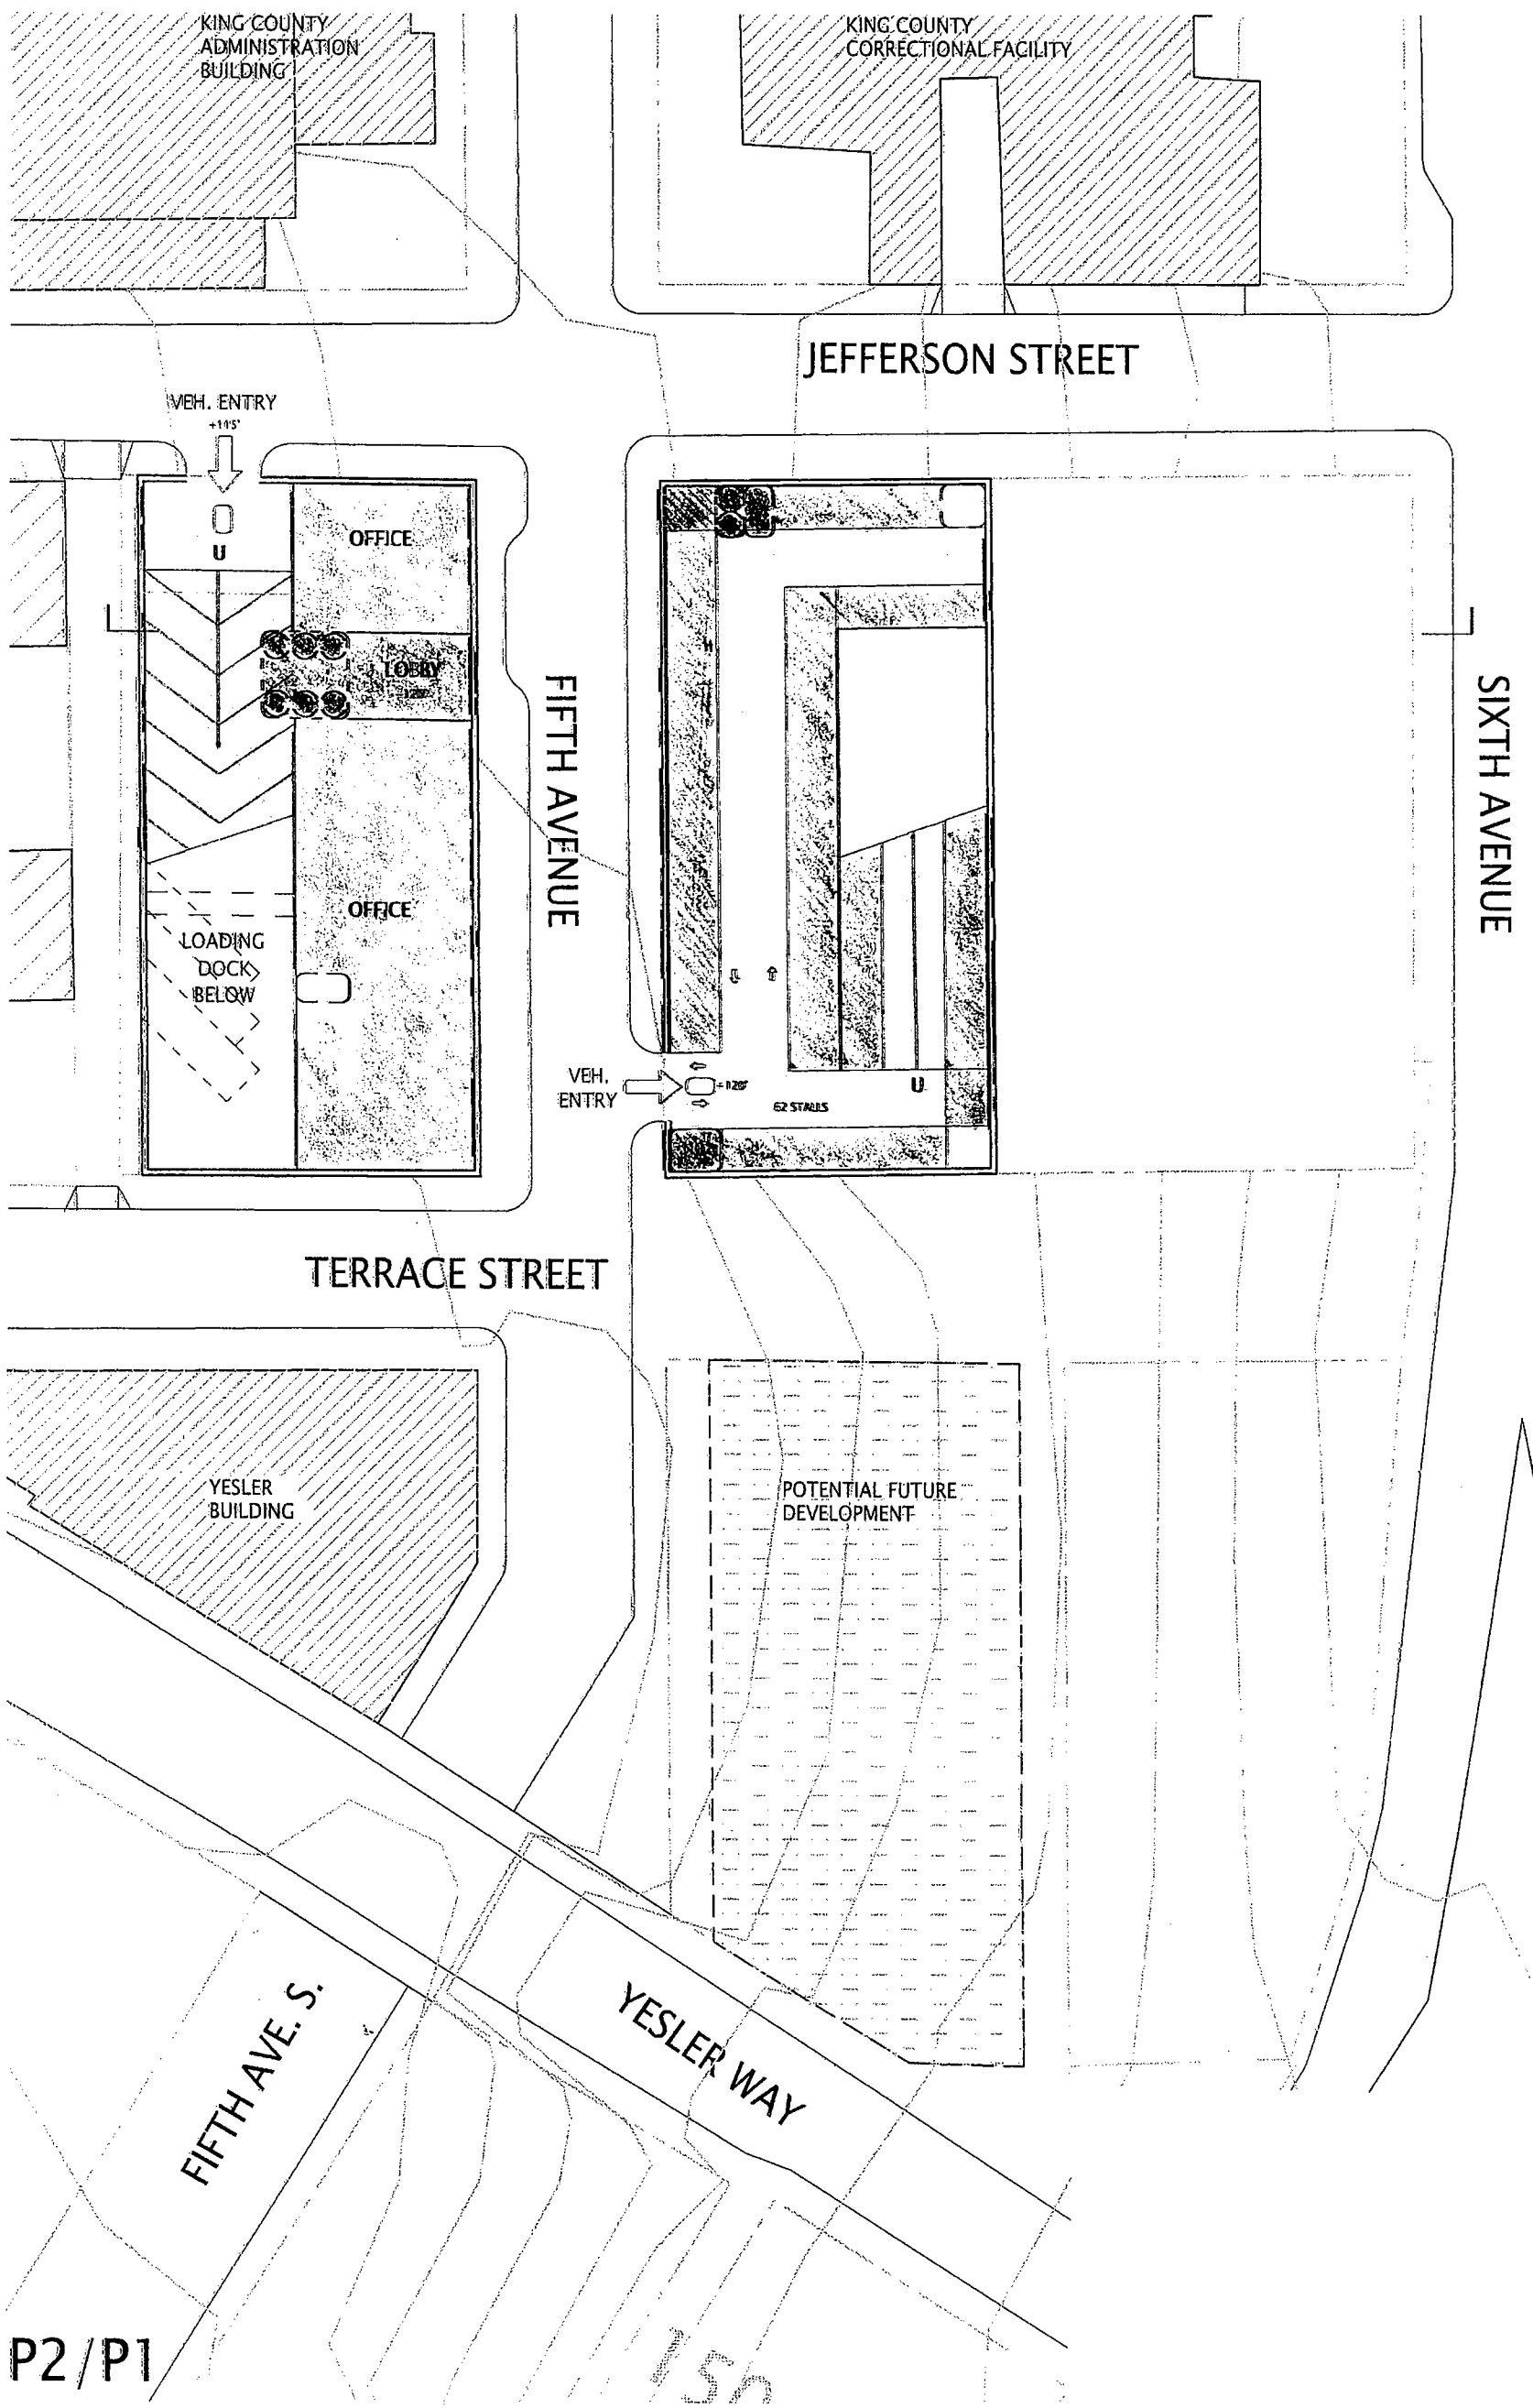 KING COUNTY
ADMINISTRATION
BUILDING
KING COUNTY
CORRECTIONAL FACILITY
JEFFERSON STREET
VEH. ENTRY
OFFICE
U
LOBBY
FIFTH AVENUE
SIXTH AVENUE
OFFICE
LOADING
DOCK
BELOW
VEH.
ENTRY
+120'
62 STALLS
U
TERRACE STREET
YESLER
BUILDING
POTENTIAL FUTURE
DEVELOPMENT
FIFTH AVE. S.
YESLER WAY
P2/P1